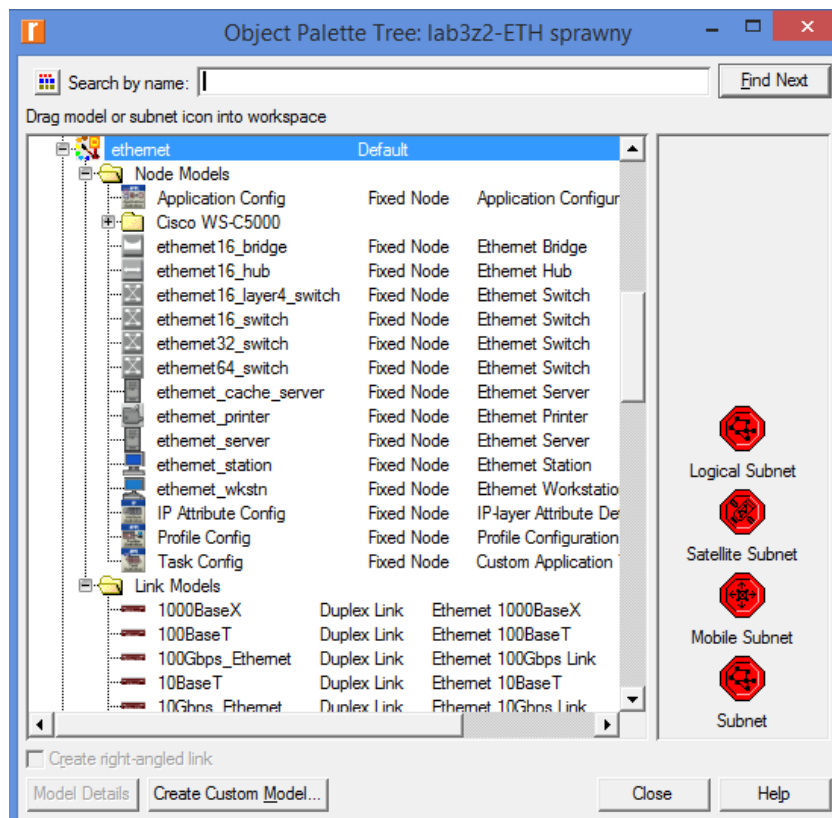 Object Palette Tree: lab3z2-ETH sprawny
Search by name:
Find Next
Drag model or subnet icon into workspace
ethernet Default
Node Models
Application Config Fixed Node Application Configur
Cisco WS-C5000
ethernet16_bridge Fixed Node Ethernet Bridge
ethernet16_hub Fixed Node Ethernet Hub
ethernet16_layer4_switch Fixed Node Ethernet Switch
ethernet16_switch Fixed Node Ethernet Switch
ethernet32_switch Fixed Node Ethernet Switch
ethernet64_switch Fixed Node Ethernet Switch
ethernet_cache_server Fixed Node Ethernet Server
ethernet_printer Fixed Node Ethernet Printer
ethernet_server Fixed Node Ethernet Server
ethernet_station Fixed Node Ethernet Station
ethernet_wkstn Fixed Node Ethernet Workstatio
IP Attribute Config Fixed Node IP-layer Attribute De
Profile Config Fixed Node Profile Configuration
Task Config Fixed Node Custom Application
Link Models
1000BaseX Duplex Link Ethernet 1000BaseX
100BaseT Duplex Link Ethernet 100BaseT
100Gbps_Ethernet Duplex Link Ethernet 100Gbps Link
10BaseT Duplex Link Ethernet 10BaseT
10Gbps_Ethernet Duplex Link Ethernet 10Gbps Link
Logical Subnet
Satellite Subnet
Mobile Subnet
Subnet
Create right-angled link
Model Details
Create Custom Model...
Close
Help